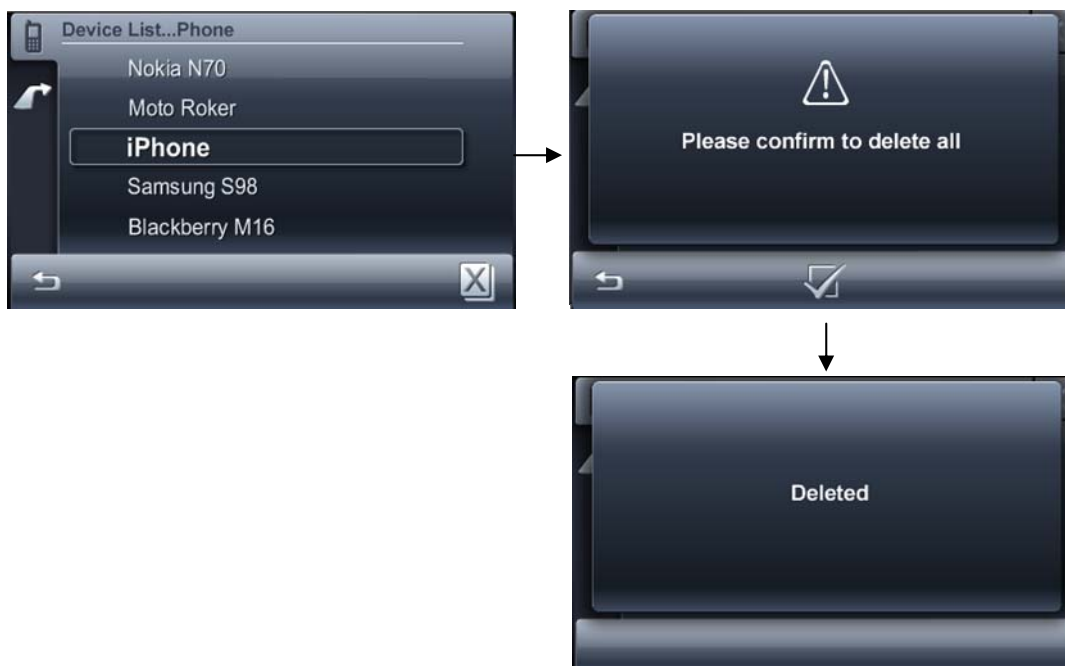 Device List...Phone
Nokia N70
Moto Roker
iPhone
Samsung S98
Blackberry M16
Please confirm to delete all
Deleted